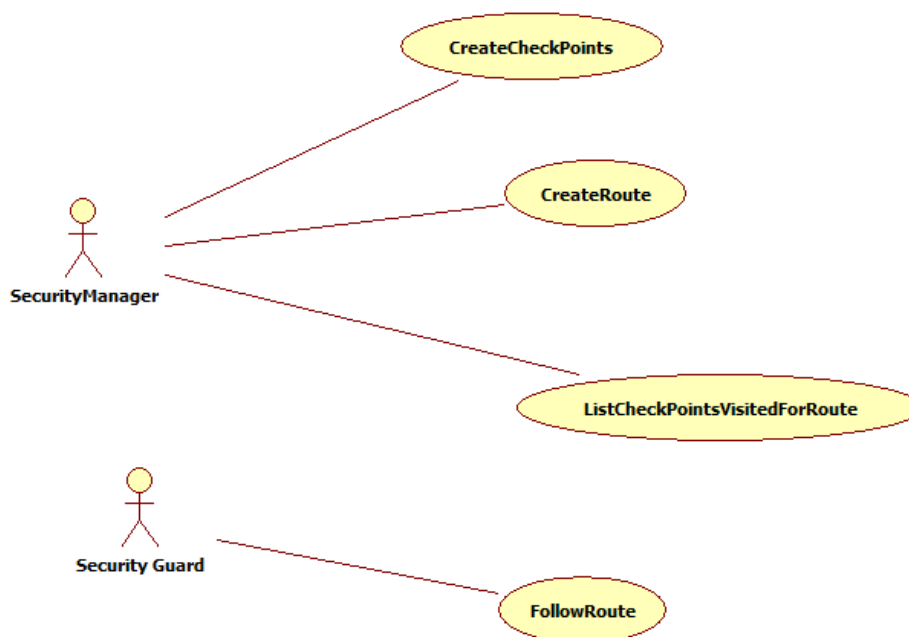 CreateCheckPoints
CreateRoute
SecurityManager
ListCheckPointsVisitedForRoute
Security Guard
FollowRoute